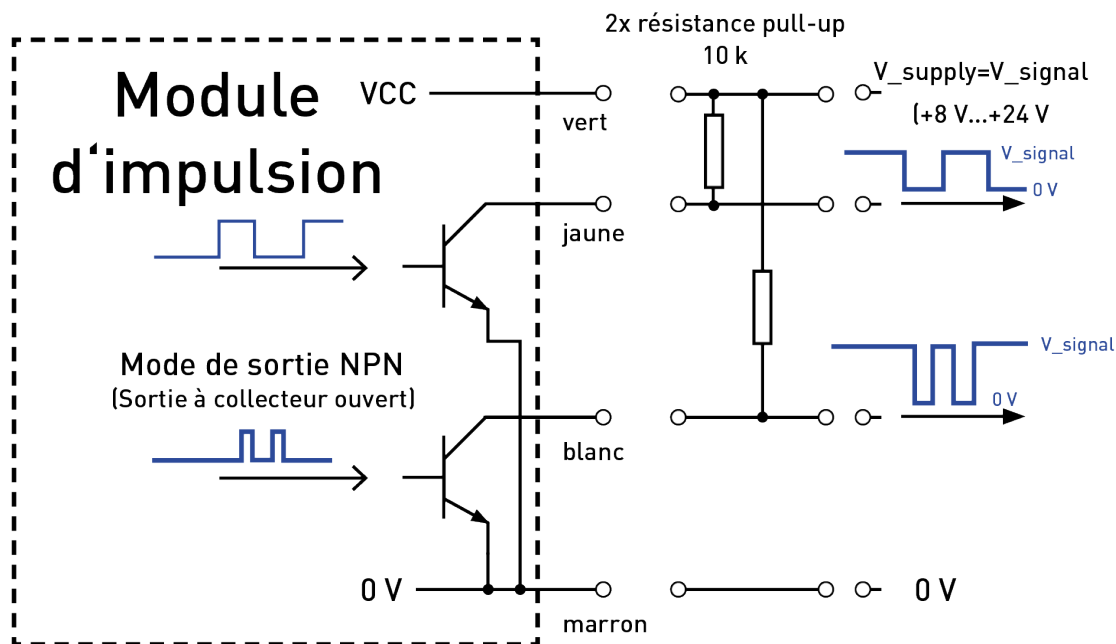 2x résistance pull-up
10 k
Module
d'impulsion
VCC
vert
V_supply=V_signal
(+8 V...+24 V
V_signal
0 V
jaune
Mode de sortie NPN
(Sortie à collecteur ouvert)
V_signal
0 V
blanc
0 V
marron
0 V